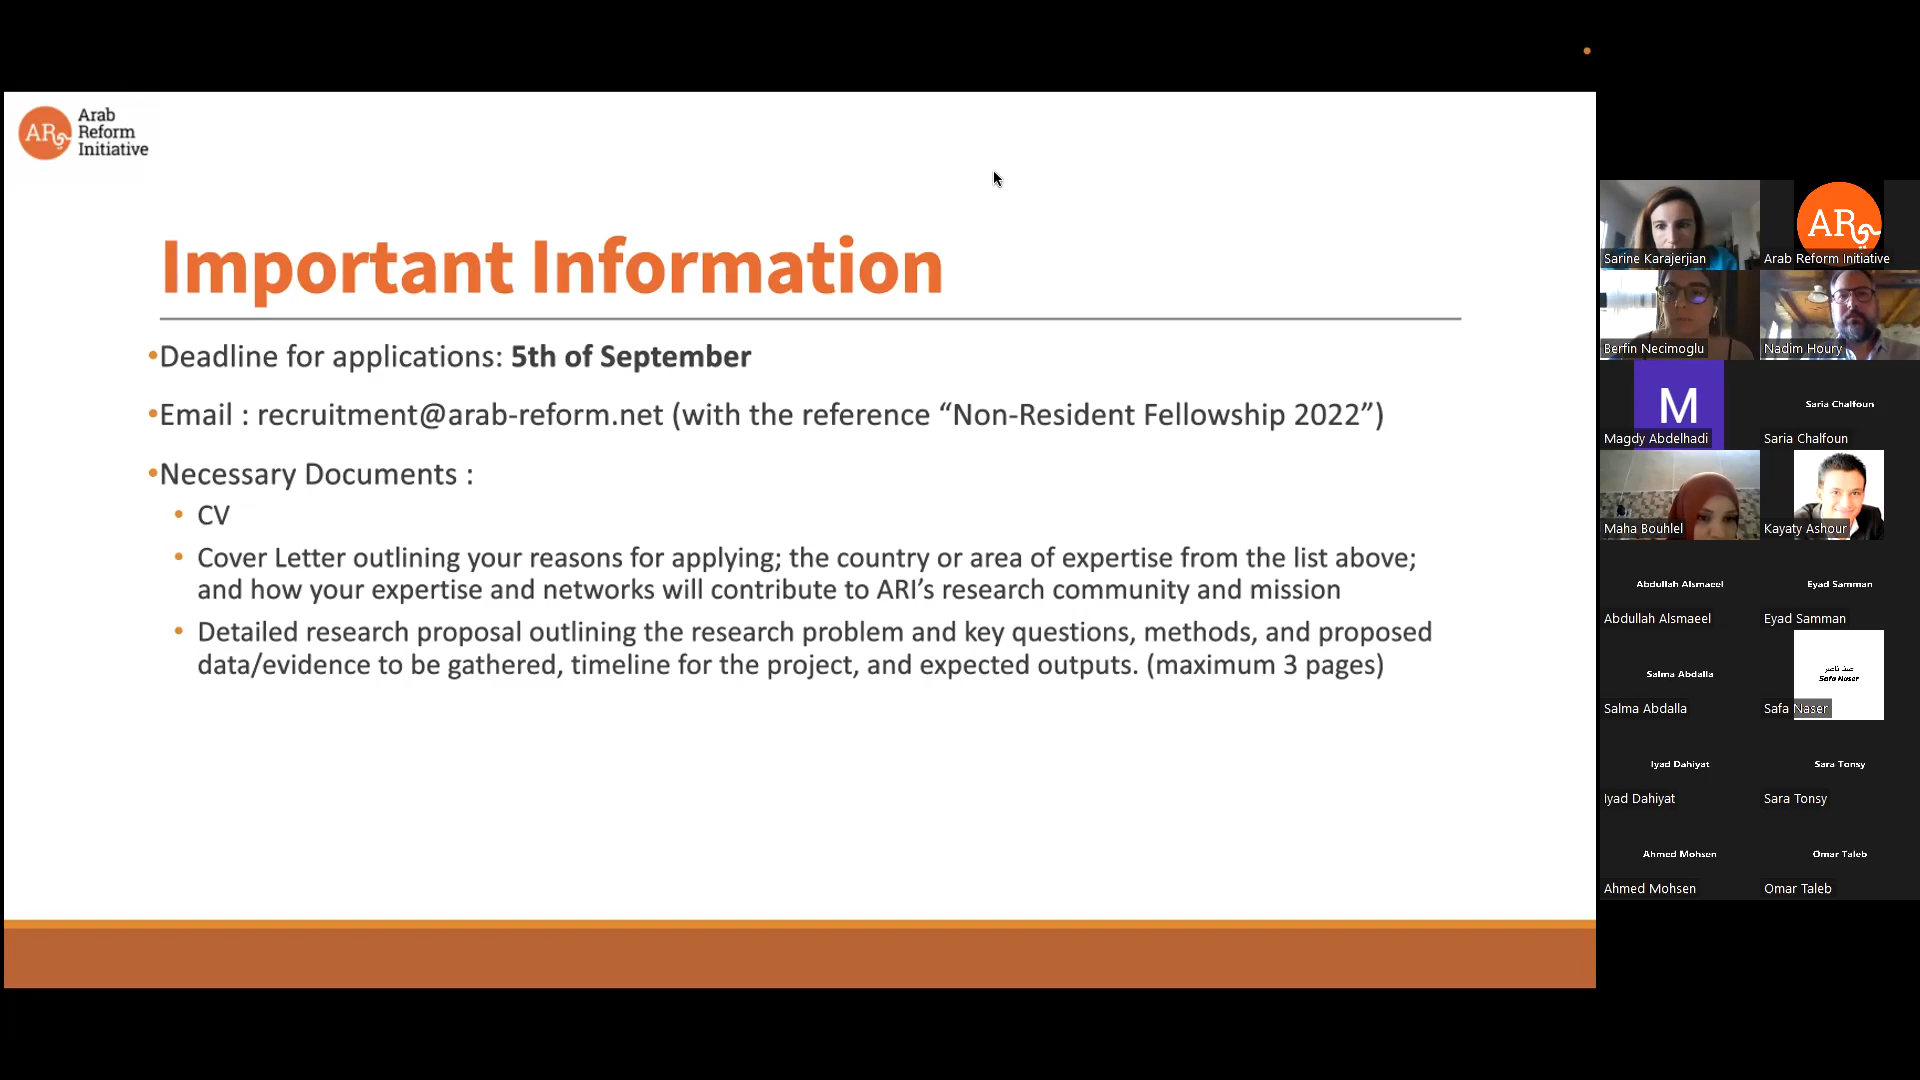 Arab
Reform
Initiative
Important Information
•Deadline for applications: 5th of September
•Email : recruitment@arab-reform.net (with the reference “Non-Resident Fellowship 2022”)
•Necessary Documents :
• CV
• Cover Letter outlining your reasons for applying; the country or area of expertise from the list above;
and how your expertise and networks will contribute to ARI’s research community and mission
• Detailed research proposal outlining the research problem and key questions, methods, and proposed
data/evidence to be gathered, timeline for the project, and expected outputs. (maximum 3 pages)
Sarine Karajerjian
Arab Reform Initiative
Berfin Necimoglu
Nadim Houry
M
Magdy Abdelhadi
Saria Chalfoun
Saria Chalfoun
Maha Bouhlel
Kayaty Ashour
Abdullah Alsmaeel
Abdullah Alsmaeel
Eyad Samman
Eyad Samman
Salma Abdalla
Salma Abdalla
Safa Naser
Safa Naser
Iyad Dahiyat
Iyad Dahiyat
Sara Tonsy
Sara Tonsy
Ahmed Mohsen
Ahmed Mohsen
Omar Taleb
Omar Taleb